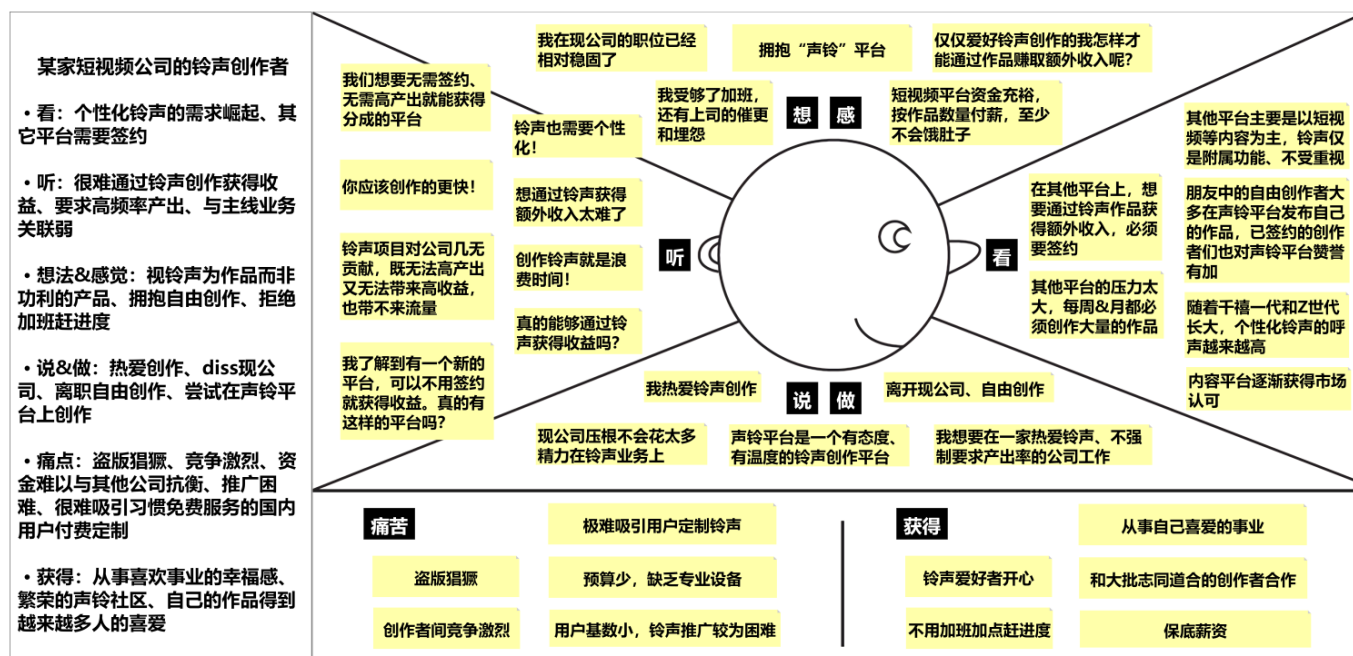 某家短视频公司的铃声创作者
• 看：个性化铃声的需求崛起、其
它平台需要签约
• 听：很难通过铃声创作获得收
益、要求高频率产出、与主线业务
关联弱
• 想法&感觉：视铃声为作品而非
功利的产品、拥抱自由创作、拒绝
加班赶进度
• 说&做：热爱创作、diss现公
司、离职自由创作、尝试在声铃平
台上创作
• 痛点：盗版猖獗、竞争激烈、资
金难以与其他公司抗衡、推广困
难、很难吸引习惯免费服务的国内
用户付费定制
• 获得：从事喜欢事业的幸福感、
繁荣的声铃社区、自己的作品得到
越来越多人的喜爱
想
感
我在现公司的职位已经
相对稳固了
拥抱“声铃”平台
仅仅爱好铃声创作的我怎样才
能通过作品赚取额外收入呢？
我受够了加班，
还有上司的催更
和埋怨
短视频平台资金充裕，
按作品数量付薪，至少
不会饿肚子
听
我们想要无需签约、
无需高产出就能获得
分成的平台
铃声也需要个性
化！
你应该创作的更快！
想通过铃声获得
额外收入太难了
铃声项目对公司几无
贡献，既无法高产出
又无法带来高收益，
也带不来流量
创作铃声就是浪
费时间！
真的能够通过铃
声获得收益吗？
我了解到有一个新的
平台，可以不用签约
就获得收益。真的有
这样的平台吗？
看
其他平台主要是以短视
频等内容为主，铃声仅
是附属功能、不受重视
在其他平台上，想
要通过铃声作品获
得额外收入，必须
要签约
朋友中的自由创作者大
多在声铃平台发布自己
的作品，已签约的创作
者们也对声铃平台赞誉
有加
其他平台的压力太
大，每周&月都必
须创作大量的作品
随着千禧一代和Z世代
长大，个性化铃声的呼
声越来越高
内容平台逐渐获得市场
认可
说
做
我热爱铃声创作
离开现公司、自由创作
现公司压根不会花太多
精力在铃声业务上
声铃平台是一个有态度、
有温度的铃声创作平台
我想要在一家热爱铃声、不强
制要求产出率的公司工作
痛苦
极难吸引用户定制铃声
盗版猖獗
预算少，缺乏专业设备
创作者间竞争激烈
用户基数小，铃声推广较为困难
获得
从事自己喜爱的事业
铃声爱好者开心
和大批志同道合的创作者合作
不用加班加点赶进度
保底薪资